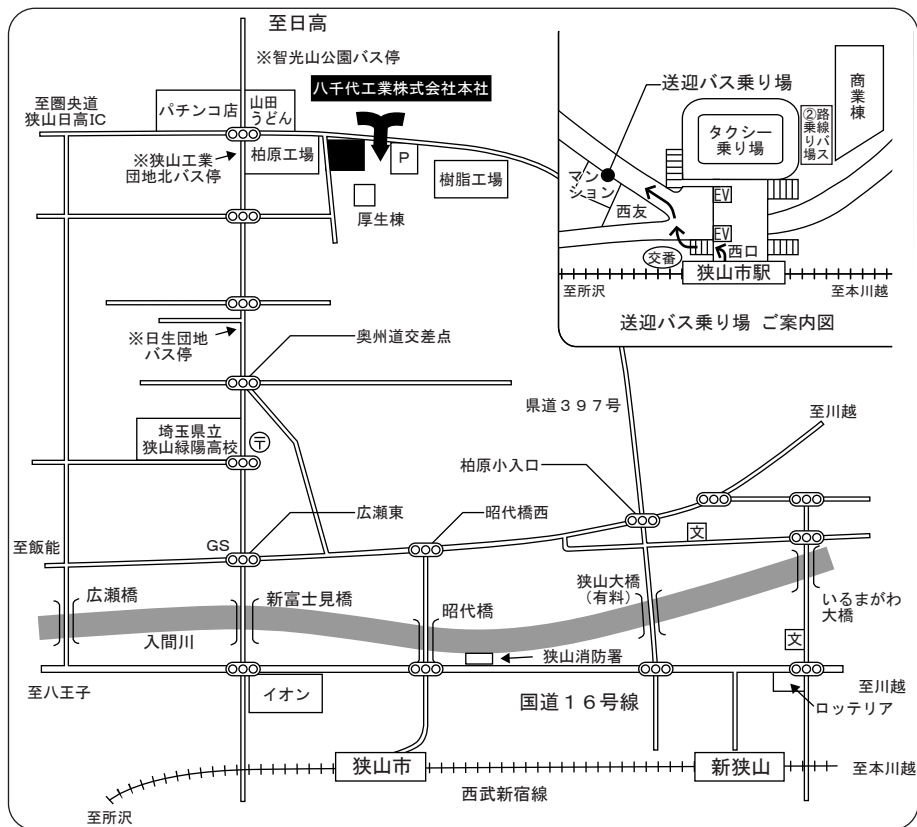 至日高
※智光山公園バス停
八千代工業株式会社本社
至圏央道
狭山日高IC
パチンコ店
山田
うどん
※狭山工業
団地北バス停
柏原工場
P
樹脂工場
厚生棟
送迎バス乗り場
商業棟
タクシー
乗り場
②路線バス
乗り場
マン
ション
西友
EV
EV
西口
交番
狭山市駅
至所沢
至本川越
送迎バス乗り場 ご案内図
※日生団地
バス停
奥州道交差点
県道397号
至川越
埼玉県立
狭山緑陽高校
〒
柏原小入口
広瀬東
昭代橋西
文
至飯能
GS
広瀬橋
新富士見橋
昭代橋
狭山大橋
(有料)
いるまがわ
大橋
入間川
狭山消防署
文
至八王子
イオン
国道16号線
至川越
ロッテリア
狭山市
新狭山
至本川越
西武新宿線
至所沢